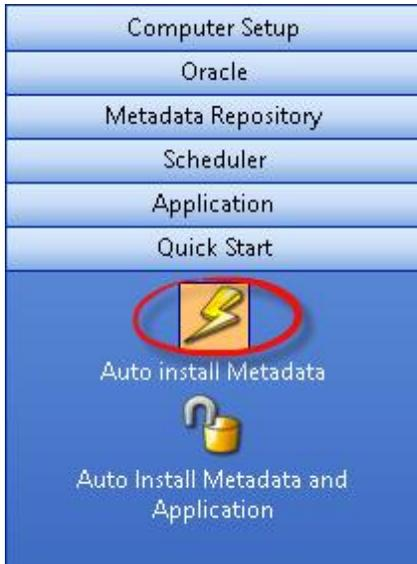 Computer Setup
Oracle
Metadata Repository
Scheduler
Application
Quick Start
Auto install Metadata
Auto Install Metadata and
Application